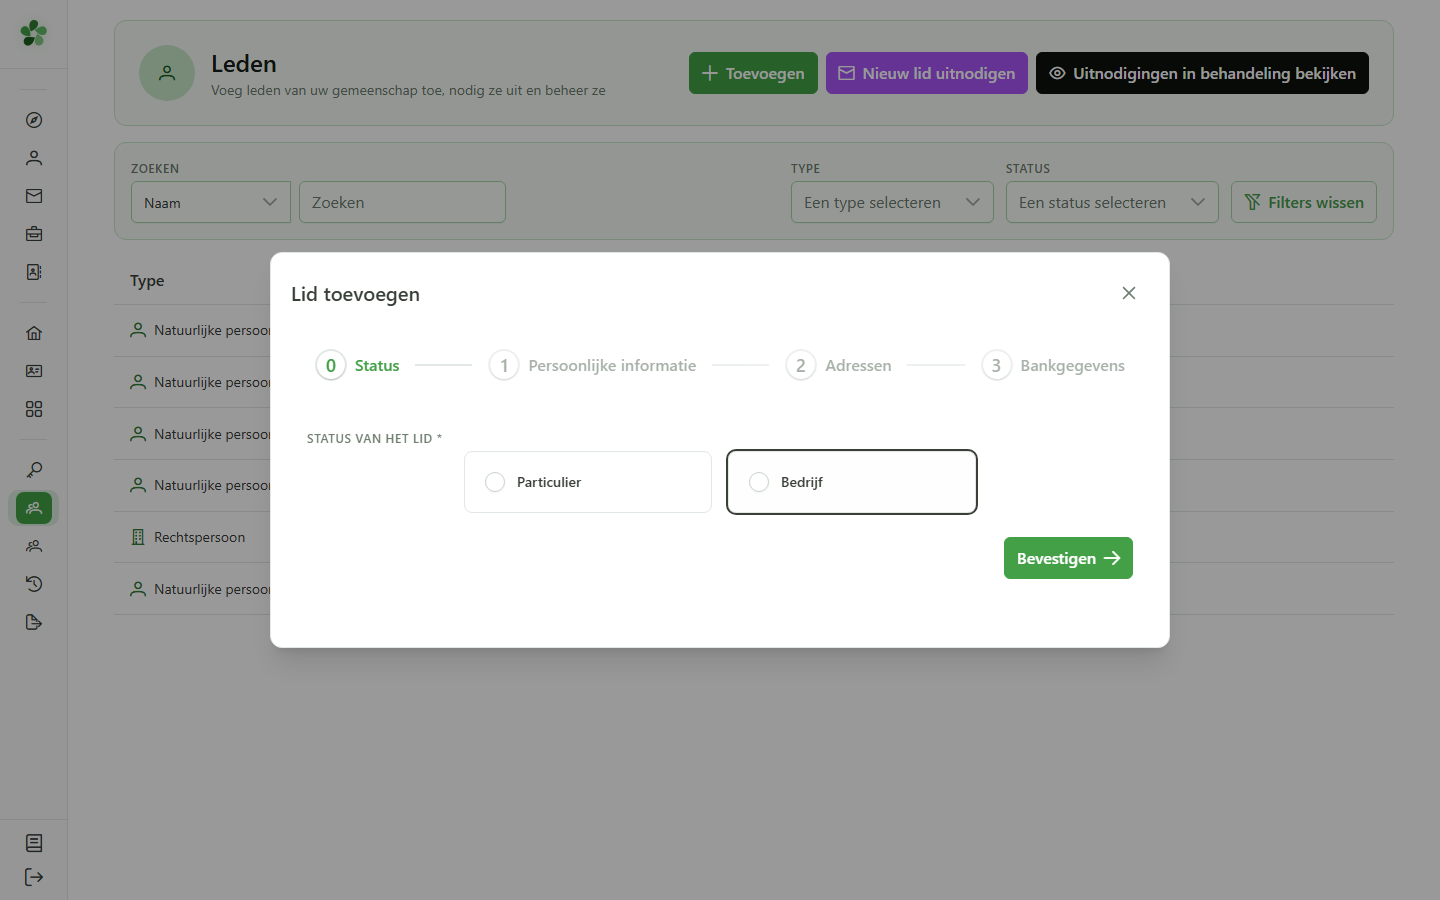 Leden
Voeg leden van uw gemeenschap toe, nodig ze uit en beheer ze
Toevoegen
Nieuw lid uitnodigen
Uitnodigingen in behandeling bekijken
ZOEKEN
Naam
Zoeken
TYPE
Een type selecteren
STATUS
Een status selecteren
Filters wissen
Type
Natuurlijke persoon
Natuurlijke persoon
Natuurlijke persoon
Natuurlijke persoon
Rechtspersoon
Natuurlijke persoon
Lid toevoegen
0 Status
1 Persoonlijke informatie
2 Adressen
3 Bankgegevens
STATUS VAN HET LID *
Particulier
Bedrijf
Bevestigen